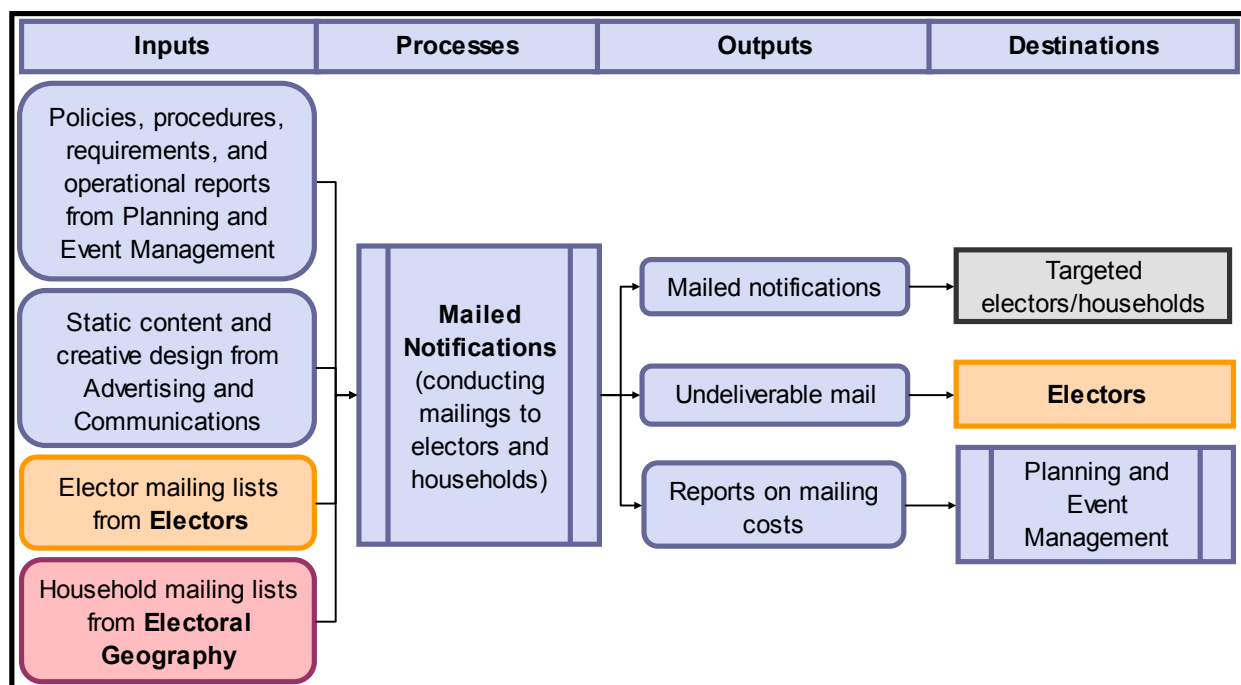 Inputs
Processes
Outputs
Destinations
Policies, procedures,
requirements, and
operational reports
from Planning and
Event Management
Static content and
creative design from
Advertising and
Communications
Elector mailing lists
from Electors
Household mailing lists
from Electoral
Geography
Mailed
Notifications
(conducting
mailings to
electors and
households)
Mailed notifications
Undeliverable mail
Reports on mailing
costs
Targeted
electors/households
Electors
Planning and
Event
Management